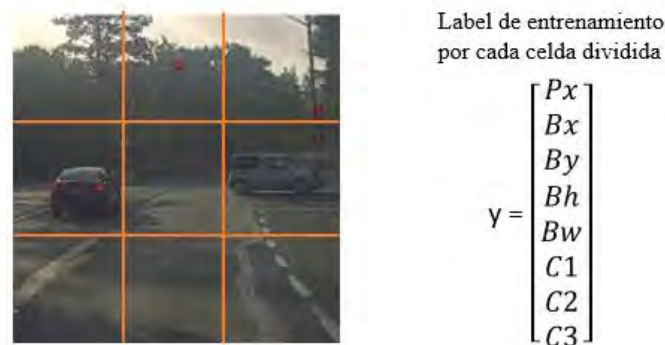 Label de entrenamiento
por cada celda dividida
y =
Px
Bx
By
Bh
Bw
C1
C2
C3